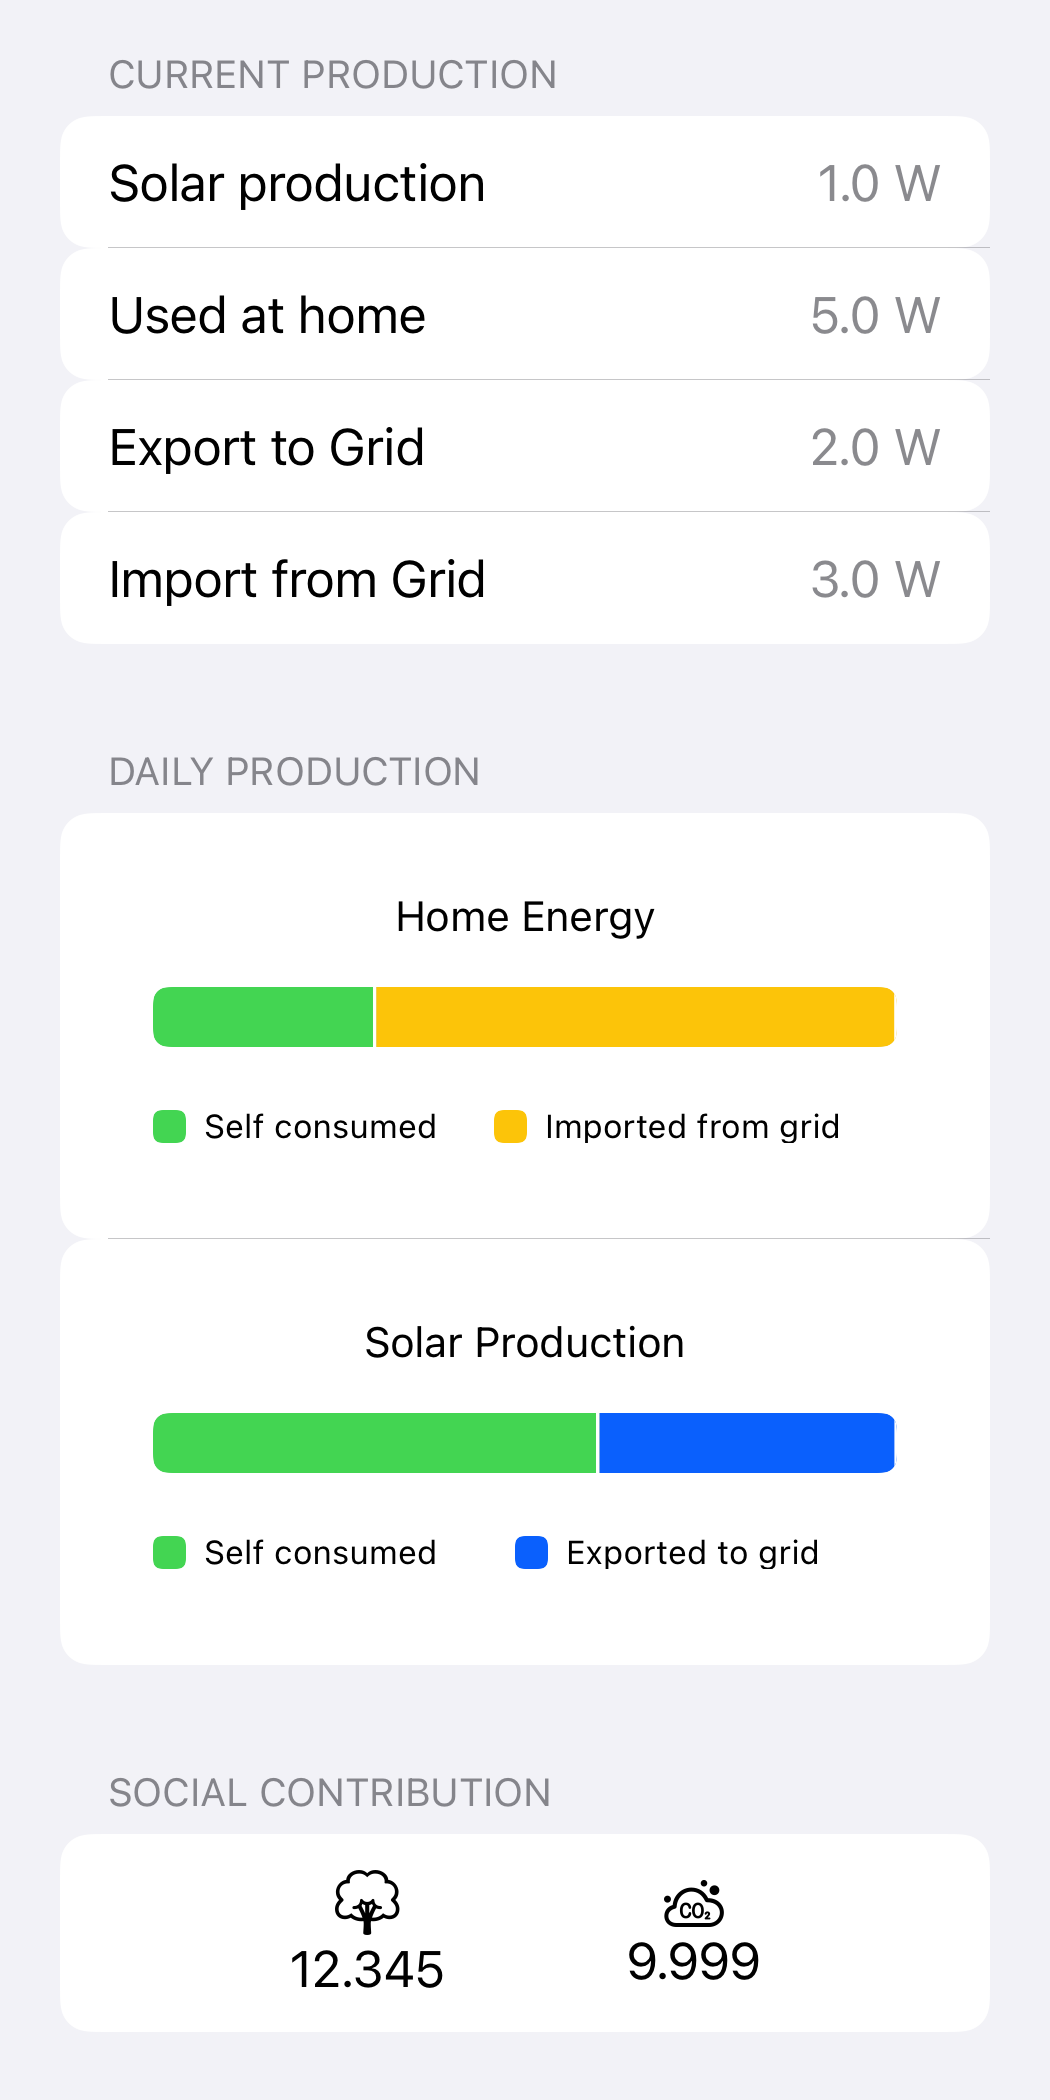 CURRENT PRODUCTION
Solar production 1.0 W
Used at home 5.0 W
Export to Grid 2.0 W
Import from Grid 3.0 W
DAILY PRODUCTION
Home Energy
Self consumed Imported from grid
Solar Production
Self consumed Exported to grid
SOCIAL CONTRIBUTION
CO₂
12.345 9.999